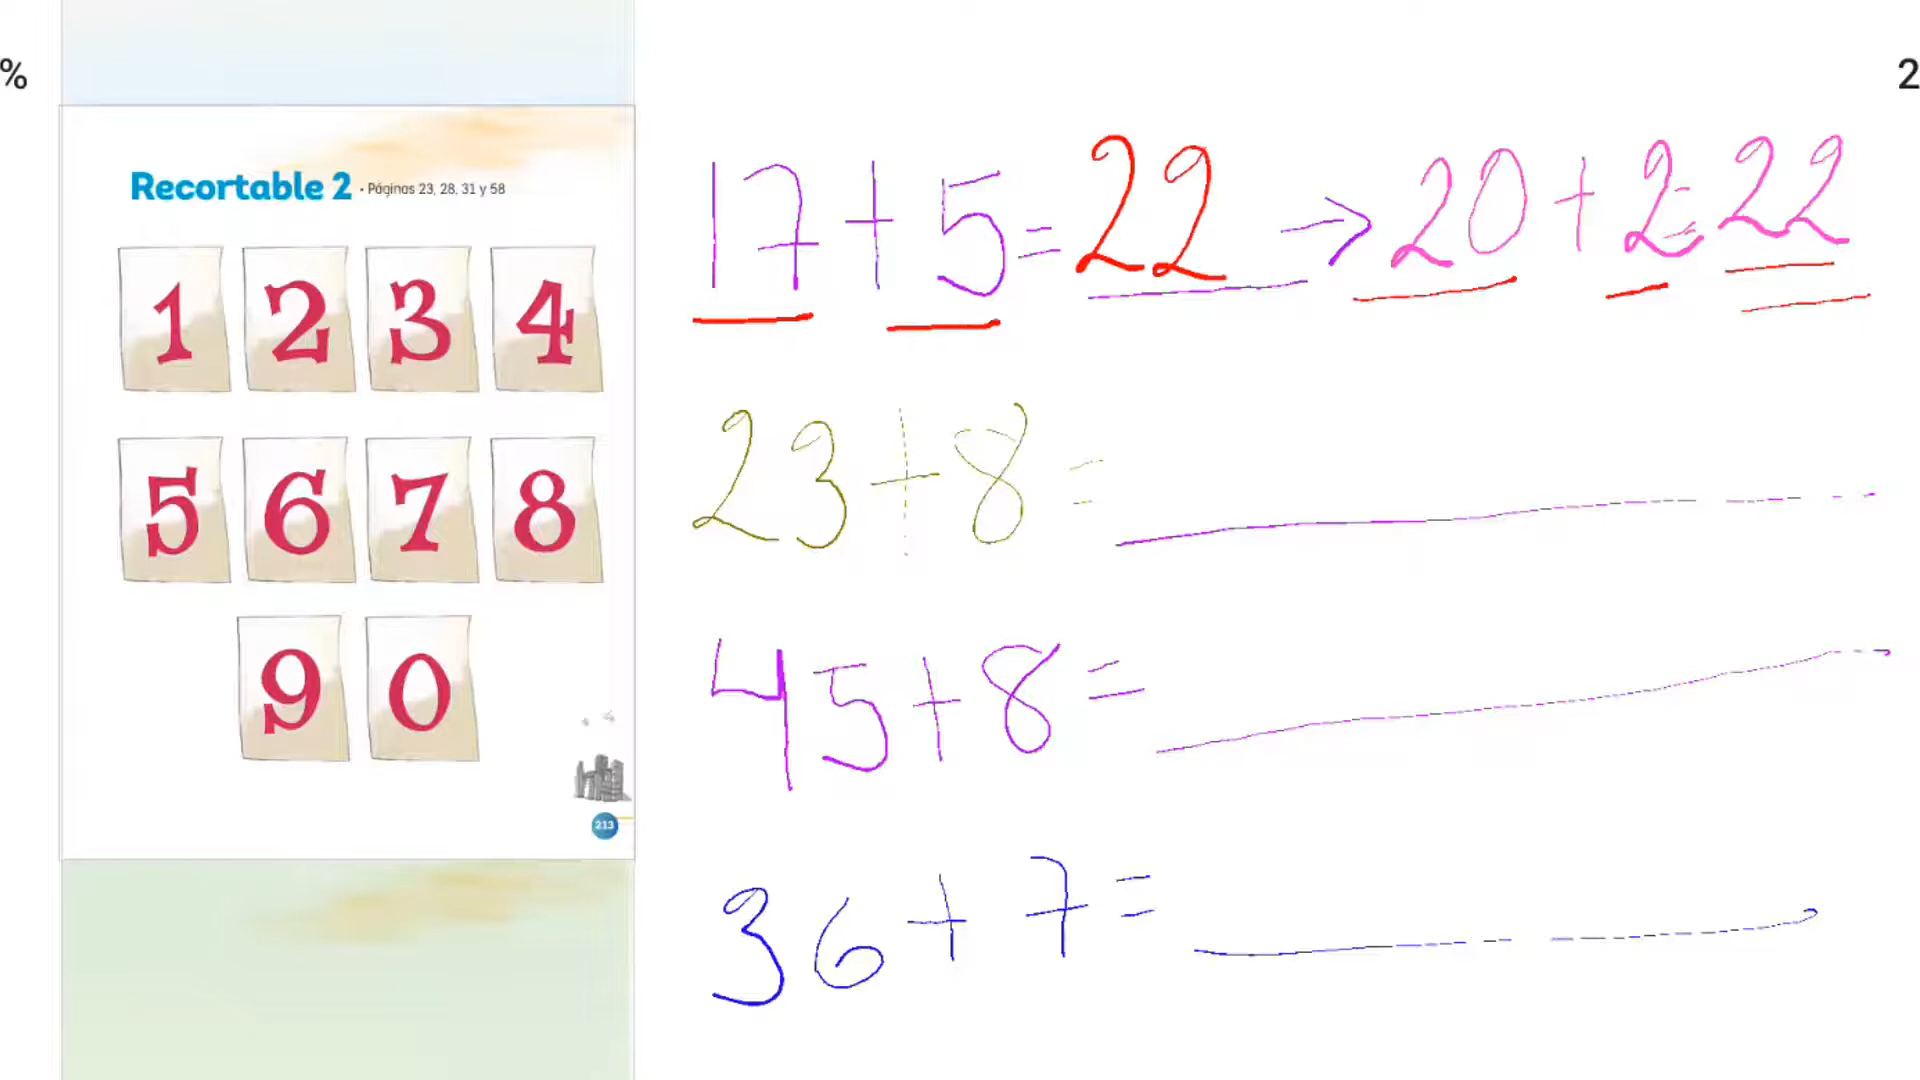 %
2
Recortable 2 · Páginas 23, 28, 31 y 58
1 2 3 4
5 6 7 8
9 0
213
17+5=22 → 20+2=22
23+8=
45+8=
36+7=